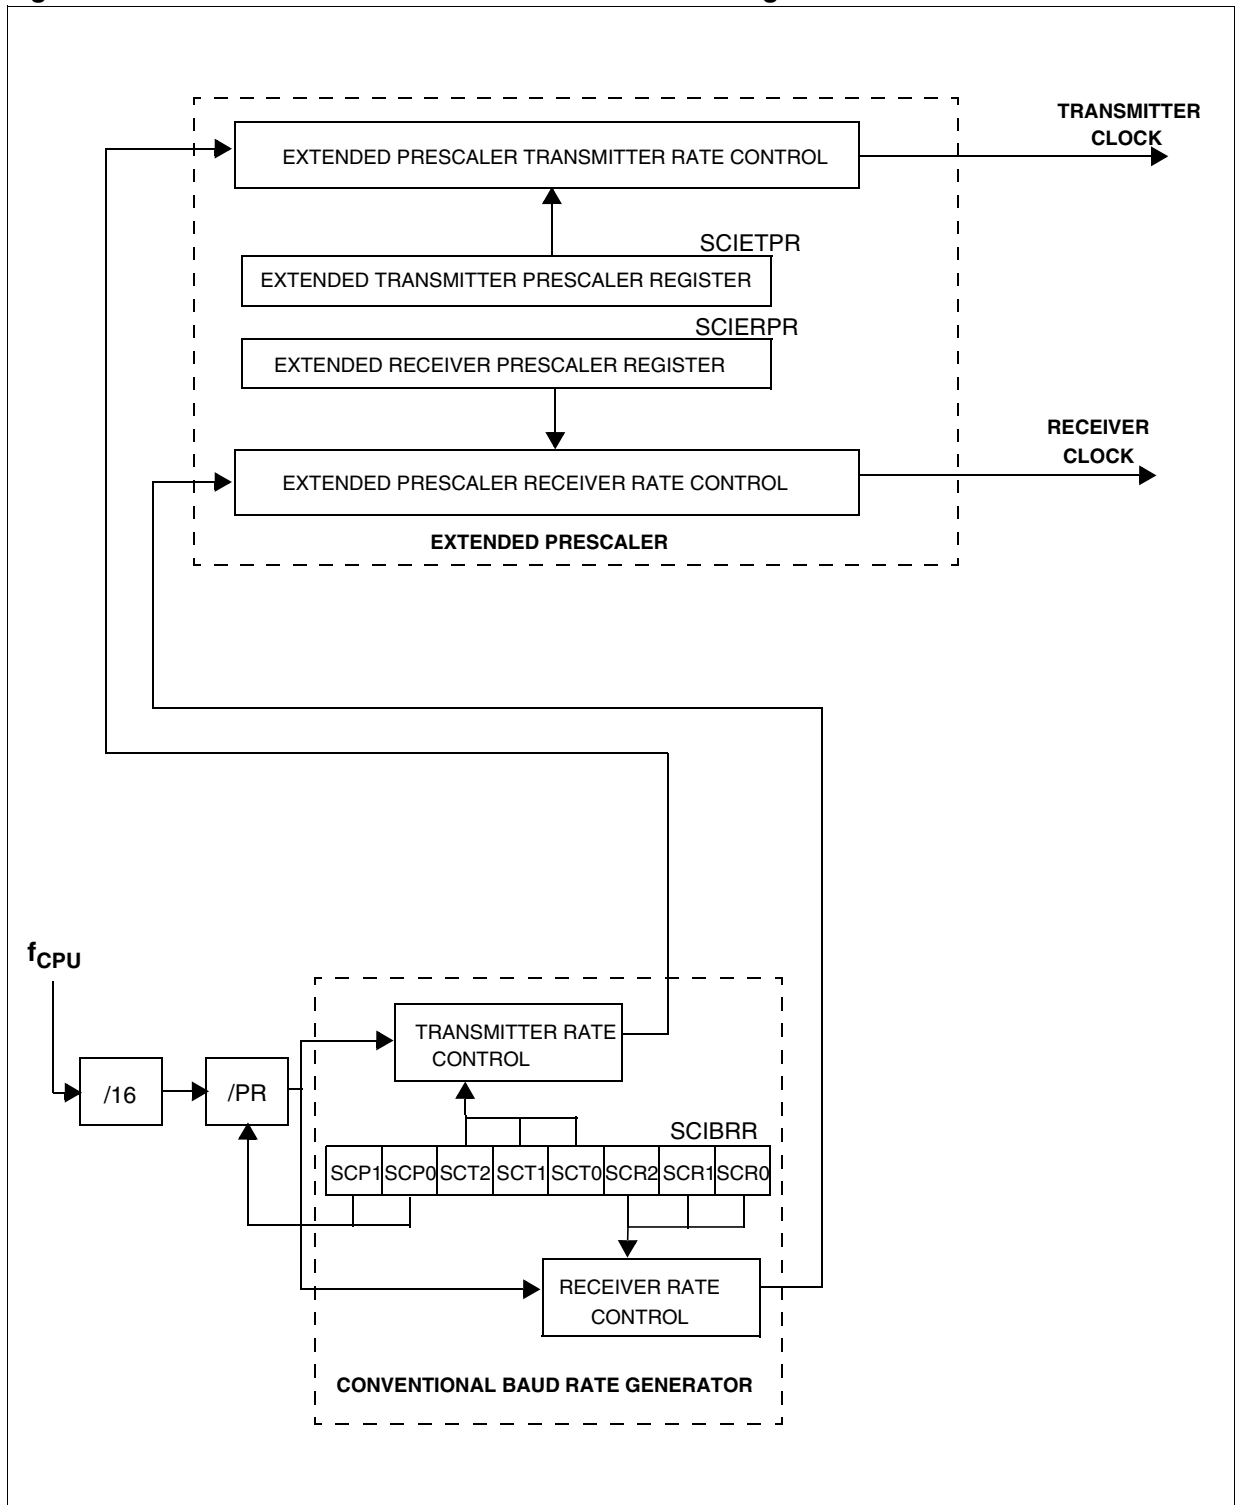 TRANSMITTER
CLOCK
EXTENDED PRESCALER TRANSMITTER RATE CONTROL
SCIETPR
EXTENDED TRANSMITTER PRESCALER REGISTER
SCIERPR
EXTENDED RECEIVER PRESCALER REGISTER
RECEIVER
CLOCK
EXTENDED PRESCALER RECEIVER RATE CONTROL
EXTENDED PRESCALER
fCPU
TRANSMITTER RATE
CONTROL
/16
/PR
SCIBRR
SCP1 SCP0 SCT2 SCT1 SCT0 SCR2 SCR1 SCR0
RECEIVER RATE
CONTROL
CONVENTIONAL BAUD RATE GENERATOR